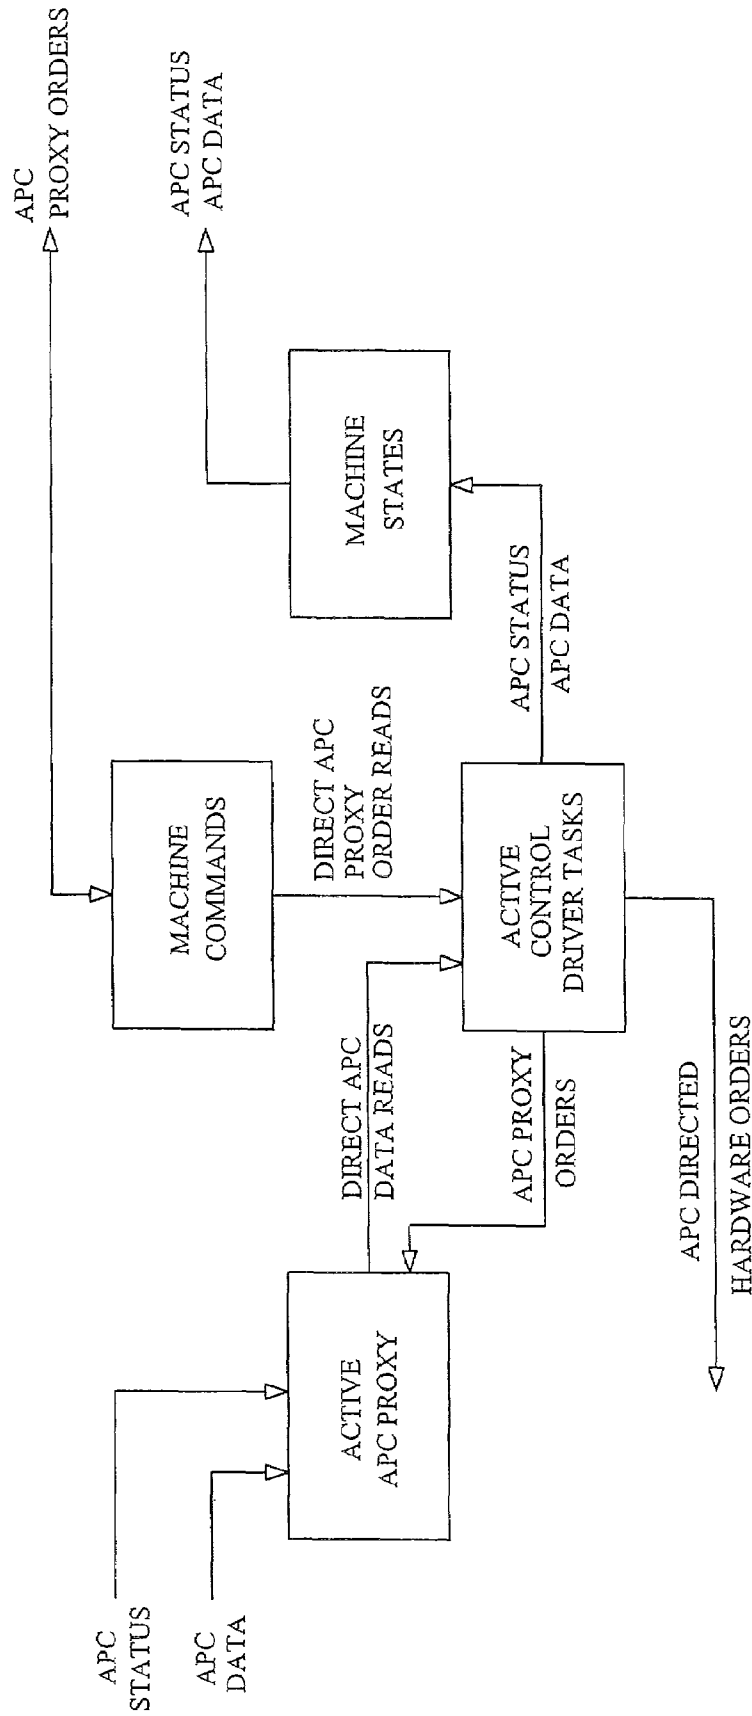 APC
PROXY ORDERS
APC STATUS
APC DATA
MACHINE
COMMANDS
MACHINE
STATES
DIRECT APC
PROXY
ORDER READS
APC STATUS
APC DATA
ACTIVE
CONTROL
DRIVER TASKS
DIRECT APC
DATA READS
APC PROXY
ORDERS
ACTIVE
APC PROXY
APC
STATUS
APC
DATA
APC DIRECTED
HARDWARE ORDERS